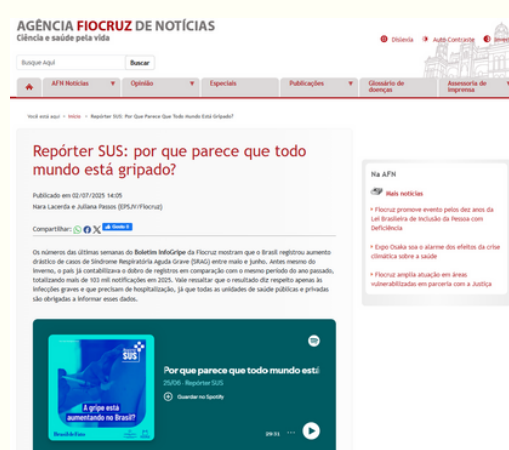 AGÊNCIA FIOCRUZ DE NOTÍCIAS
Ciência e saúde pela vida
Dislexia Auto Contraste
Busque Aqui Buscar
AFN Notícias Opinião Especiais Publicações Glossário de doenças Assessoria de Imprensa
Você está aqui Início Repórter SUS: Por Que Parece Que Todo Mundo Está Gripado?
Repórter SUS: por que parece que todo
mundo está gripado?
Publicado em 02/07/2025 14:05
Nara Lacerda e Juliana Passos (EPSJV/Fiocruz)
Compartilhar:
Os números das últimas semanas do Boletim InfoGripe da Fiocruz mostram que o Brasil registrou aumento
drástico de casos de Síndrome Respiratória Aguda Grave (SRAG) entre maio e junho. Antes mesmo do
inverno, o país já contabilizava o dobro de registros em comparação com o mesmo período do ano passado,
totalizando mais de 103 mil notificações em 2025. Vale ressaltar que o resultado diz respeito apenas às
infecções graves e que precisam de hospitalização, já que todas as unidades de saúde públicas e privadas
são obrigadas a informar esses dados.
Na AFN
Mais notícias
Fiocruz promove evento pelos dez anos da
Lei Brasileira de Inclusão da Pessoa com
Deficiência
Expo Osaka soa o alarme dos efeitos da crise
climática sobre a saúde
Fiocruz amplia atuação em áreas
vulnerabilizadas em parceria com a Justiça
SUS
A gripe está
aumentando no Brasil?
Brasil de Fato
Por que parece que todo mundo está
25/06 · Repórter SUS
Guardar no Spotify
29:51